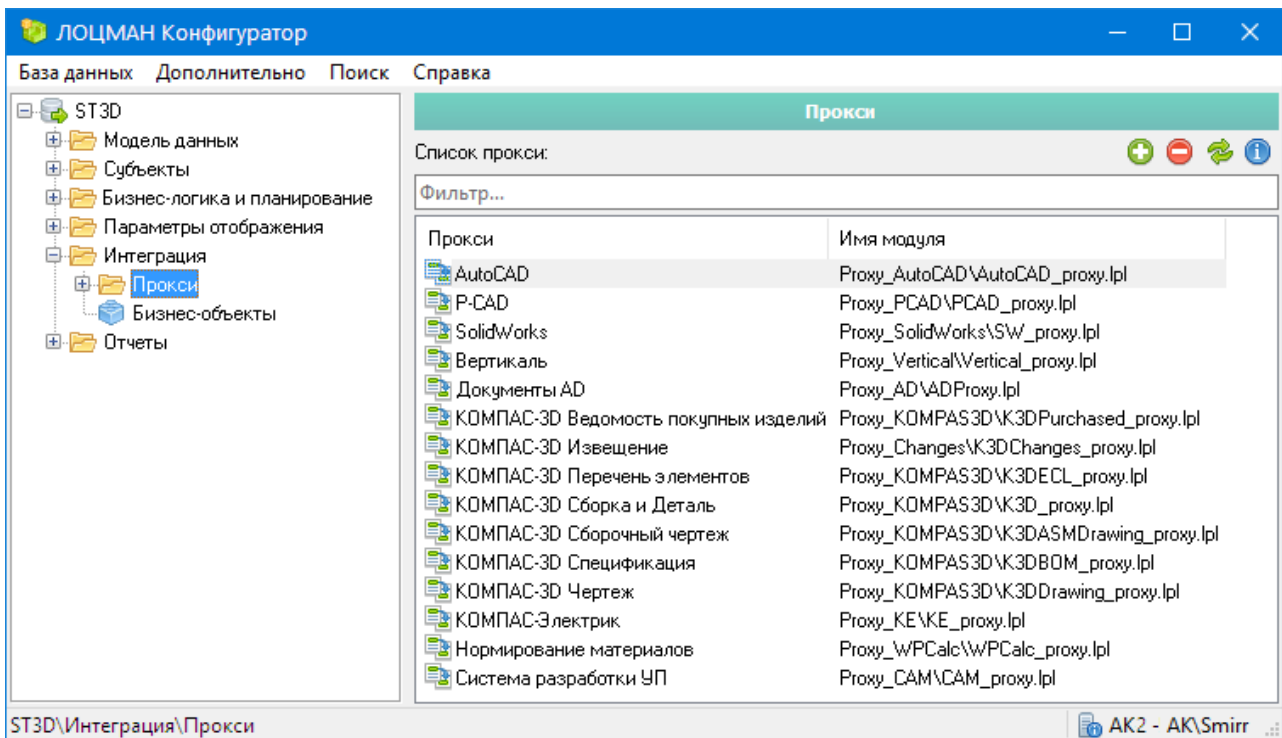 ЛОЦМАН Конфигуратор
База данных Дополнительно Поиск Справка
ST3D
Модель данных
Субъекты
Бизнес-логика и планирование
Параметры отображения
Интеграция
Прокси
Бизнес-объекты
Отчеты
Прокси
Список прокси:
Фильтр...
Прокси Имя модуля
AutoCAD Proxy_AutoCAD\AutoCAD_proxy.lpl
P-CAD Proxy_PCAD\PCAD_proxy.lpl
SolidWorks Proxy_SolidWorks\SW_proxy.lpl
Вертикаль Proxy_Vertical\Vertical_proxy.lpl
Документы AD Proxy_AD\ADProxy.lpl
КОМПАС-3D Ведомость покупных изделий Proxy_KOMPAS3D\K3DPurchased_proxy.lpl
КОМПАС-3D Извещение Proxy_Changes\K3DChanges_proxy.lpl
КОМПАС-3D Перечень элементов Proxy_KOMPAS3D\K3DECL_proxy.lpl
КОМПАС-3D Сборка и Деталь Proxy_KOMPAS3D\K3D_proxy.lpl
КОМПАС-3D Сборочный чертеж Proxy_KOMPAS3D\K3DASMDrawing_proxy.lpl
КОМПАС-3D Спецификация Proxy_KOMPAS3D\K3DBOM_proxy.lpl
КОМПАС-3D Чертеж Proxy_KOMPAS3D\K3DDrawing_proxy.lpl
КОМПАС-Электрик Proxy_KE\KE_proxy.lpl
Нормирование материалов Proxy_WPCalc\WPCalc_proxy.lpl
Система разработки УП Proxy_CAM\CAM_proxy.lpl
ST3D\Интеграция\Прокси AK2 - AK\Smirr